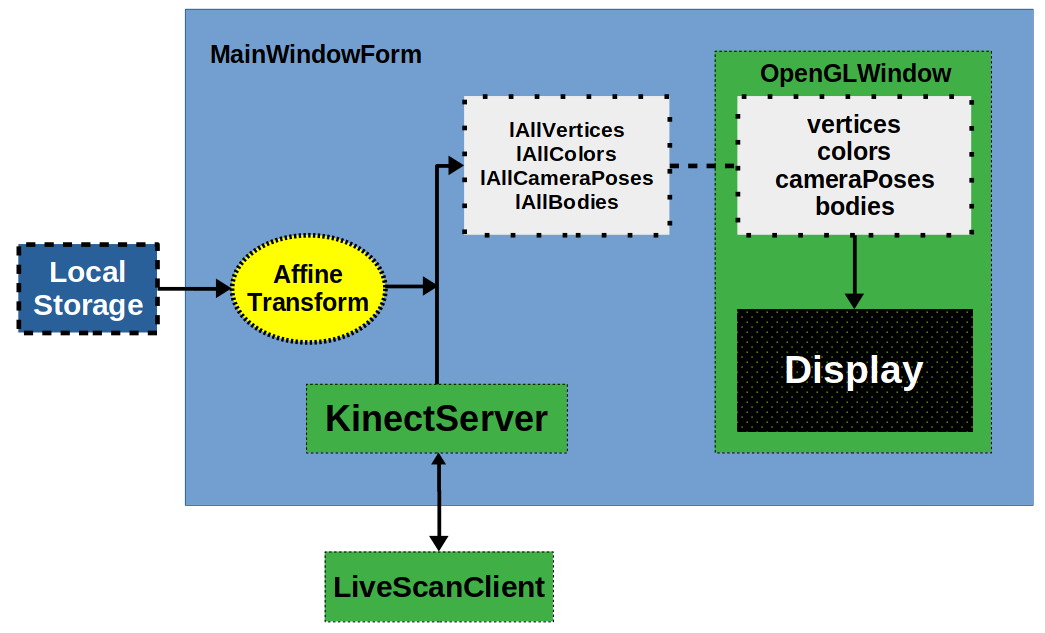 MainWindowForm
OpenGLWindow
lAllVertices
lAllColors
lAllCameraPoses
lAllBodies
vertices
colors
cameraPoses
bodies
Local
Storage
Affine
Transform
Display
KinectServer
LiveScanClient